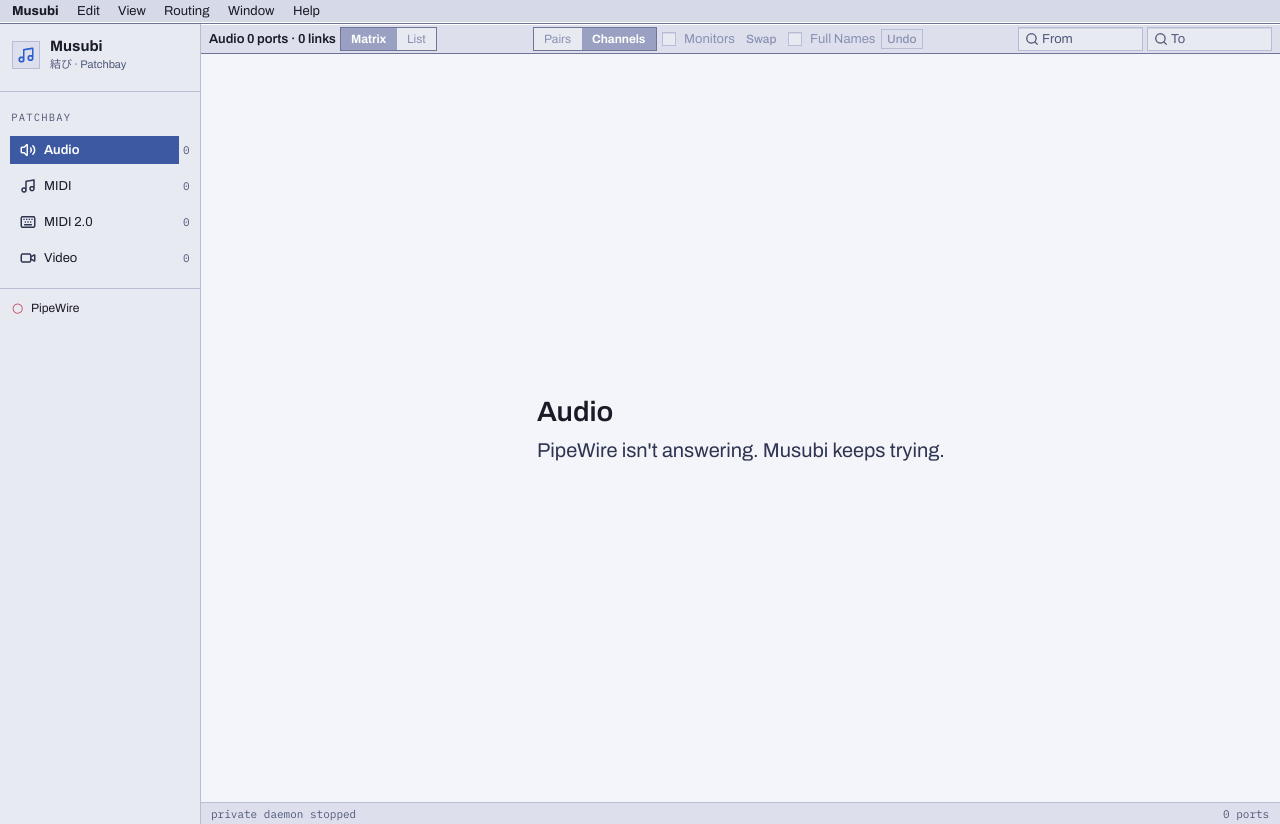 Musubi Edit View Routing Window Help
Musubi
結び · Patchbay
Audio 0 ports · 0 links Matrix List Pairs Channels Monitors Swap Full Names Undo From To
PATCHBAY
Audio 0
MIDI 0
MIDI 2.0 0
Video 0
PipeWire
Audio
PipeWire isn't answering. Musubi keeps trying.
private daemon stopped 0 ports